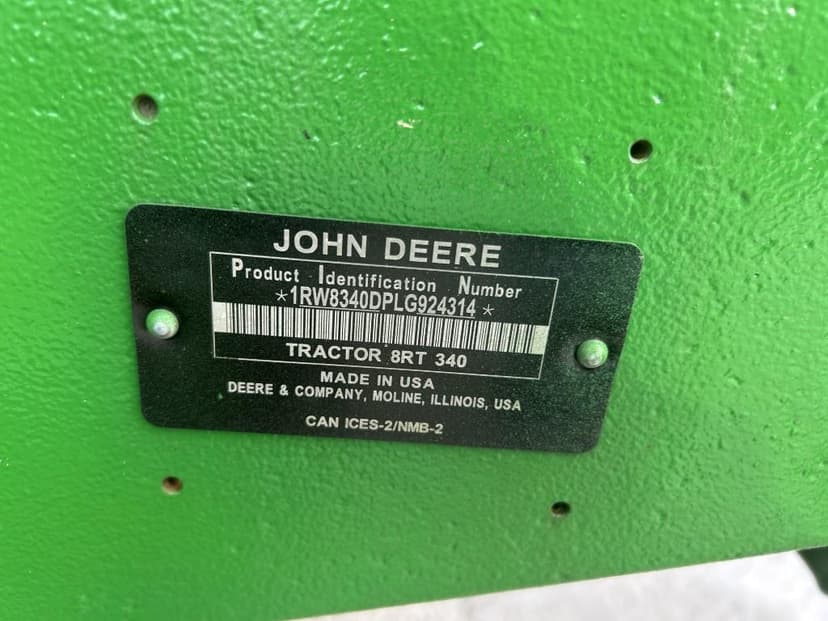 JOHN DEERE
Product Identification Number
*1RW8340DPLG924314*
TRACTOR 8RT 340
MADE IN USA
DEERE & COMPANY, MOLINE, ILLINOIS, USA
CAN ICES-2/NMB-2